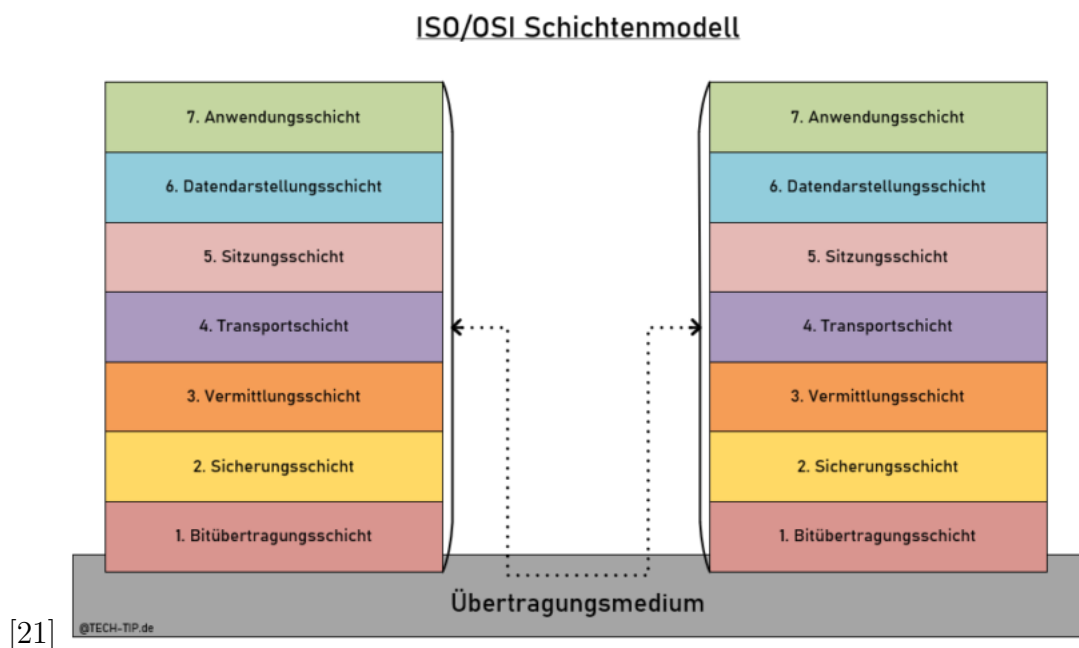 ISO/OSI Schichtenmodell
7. Anwendungsschicht
7. Anwendungsschicht
6. Datendarstellungsschicht
6. Datendarstellungsschicht
5. Sitzungsschicht
5. Sitzungsschicht
4. Transportschicht
4. Transportschicht
3. Vermittlungsschicht
3. Vermittlungsschicht
2. Sicherungsschicht
2. Sicherungsschicht
1. Bitübertragungsschicht
1. Bitübertragungsschicht
Übertragungsmedium
@TECH-TIP.de
[21]